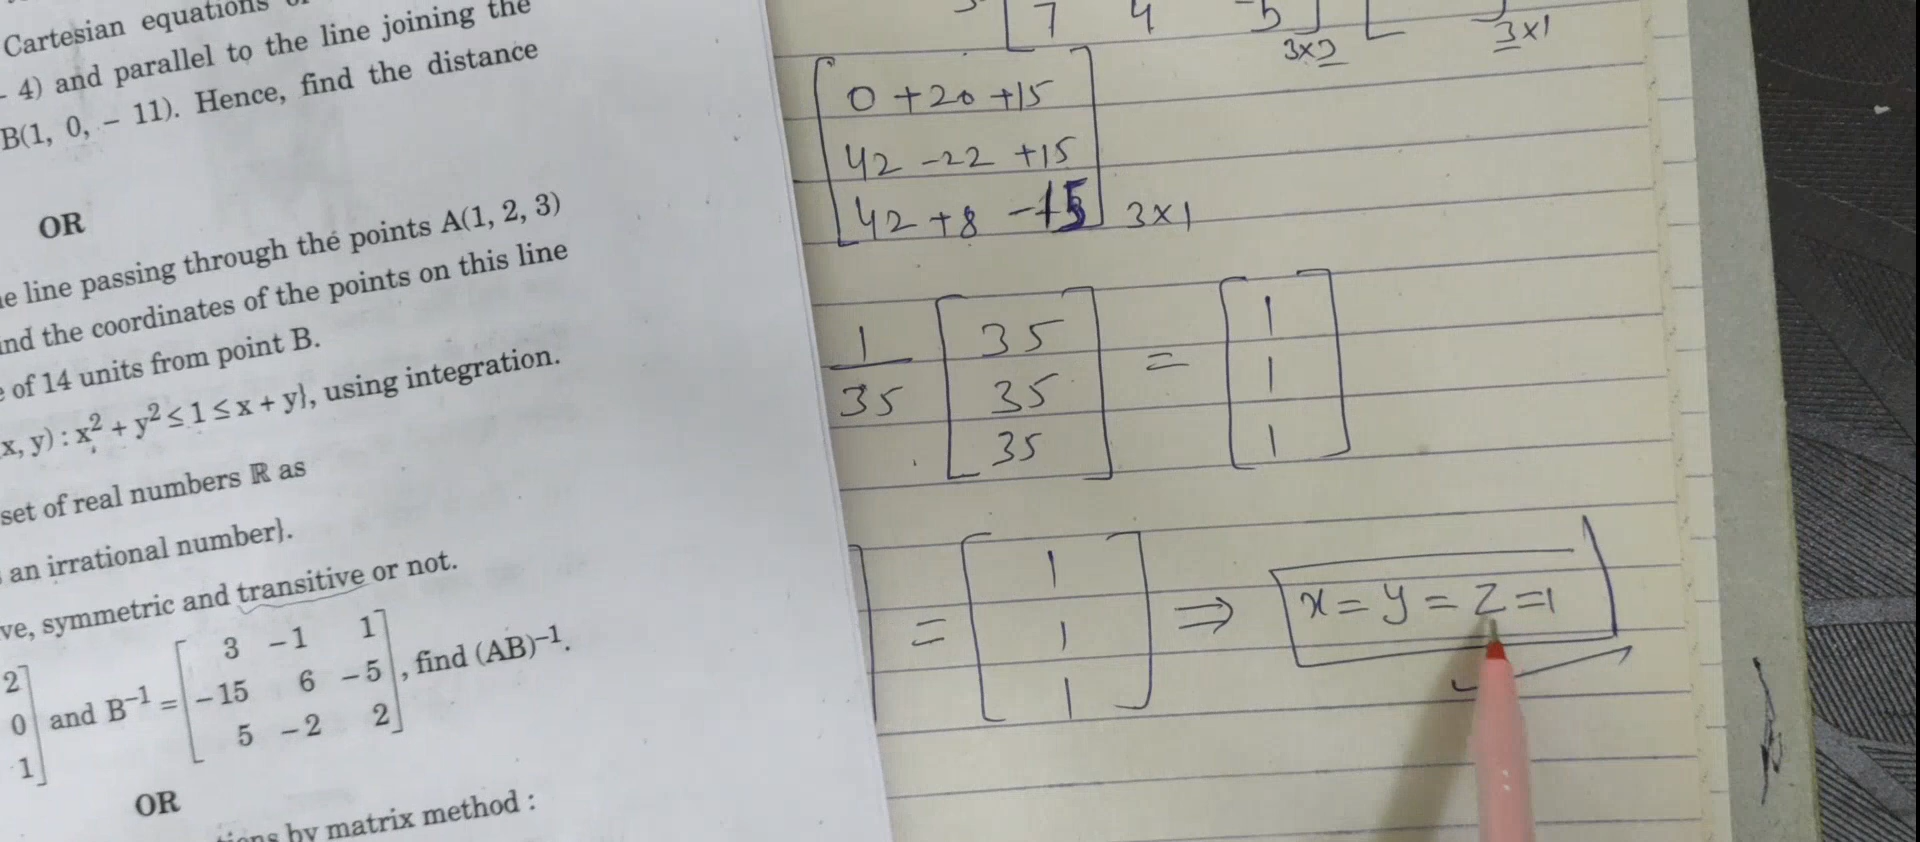 Cartesian equations
4) and parallel to the line joining the
B(1, 0, – 11). Hence, find the distance
OR
line passing through the points A(1, 2, 3)
the coordinates of the points on this line
of 14 units from point B.
x, y) : x² + y² ≤ 1 ≤ x + y}, using integration.
set of real numbers ℝ as
an irrational number}.
symmetric and transitive or not.
2] [3 –1 1]
0 and B⁻¹ = [–15 6 –5], find (AB)⁻¹.
1] [5 –2 2]
OR
by matrix method :
7 4 -5
3×3 3×1
0 + 20 + 15
42 -22 +15
42 + 8 -15 3×1
1/35 [35 35 35] = [1 1 1]
= [1 1 1] ⇒ x = y = z = 1